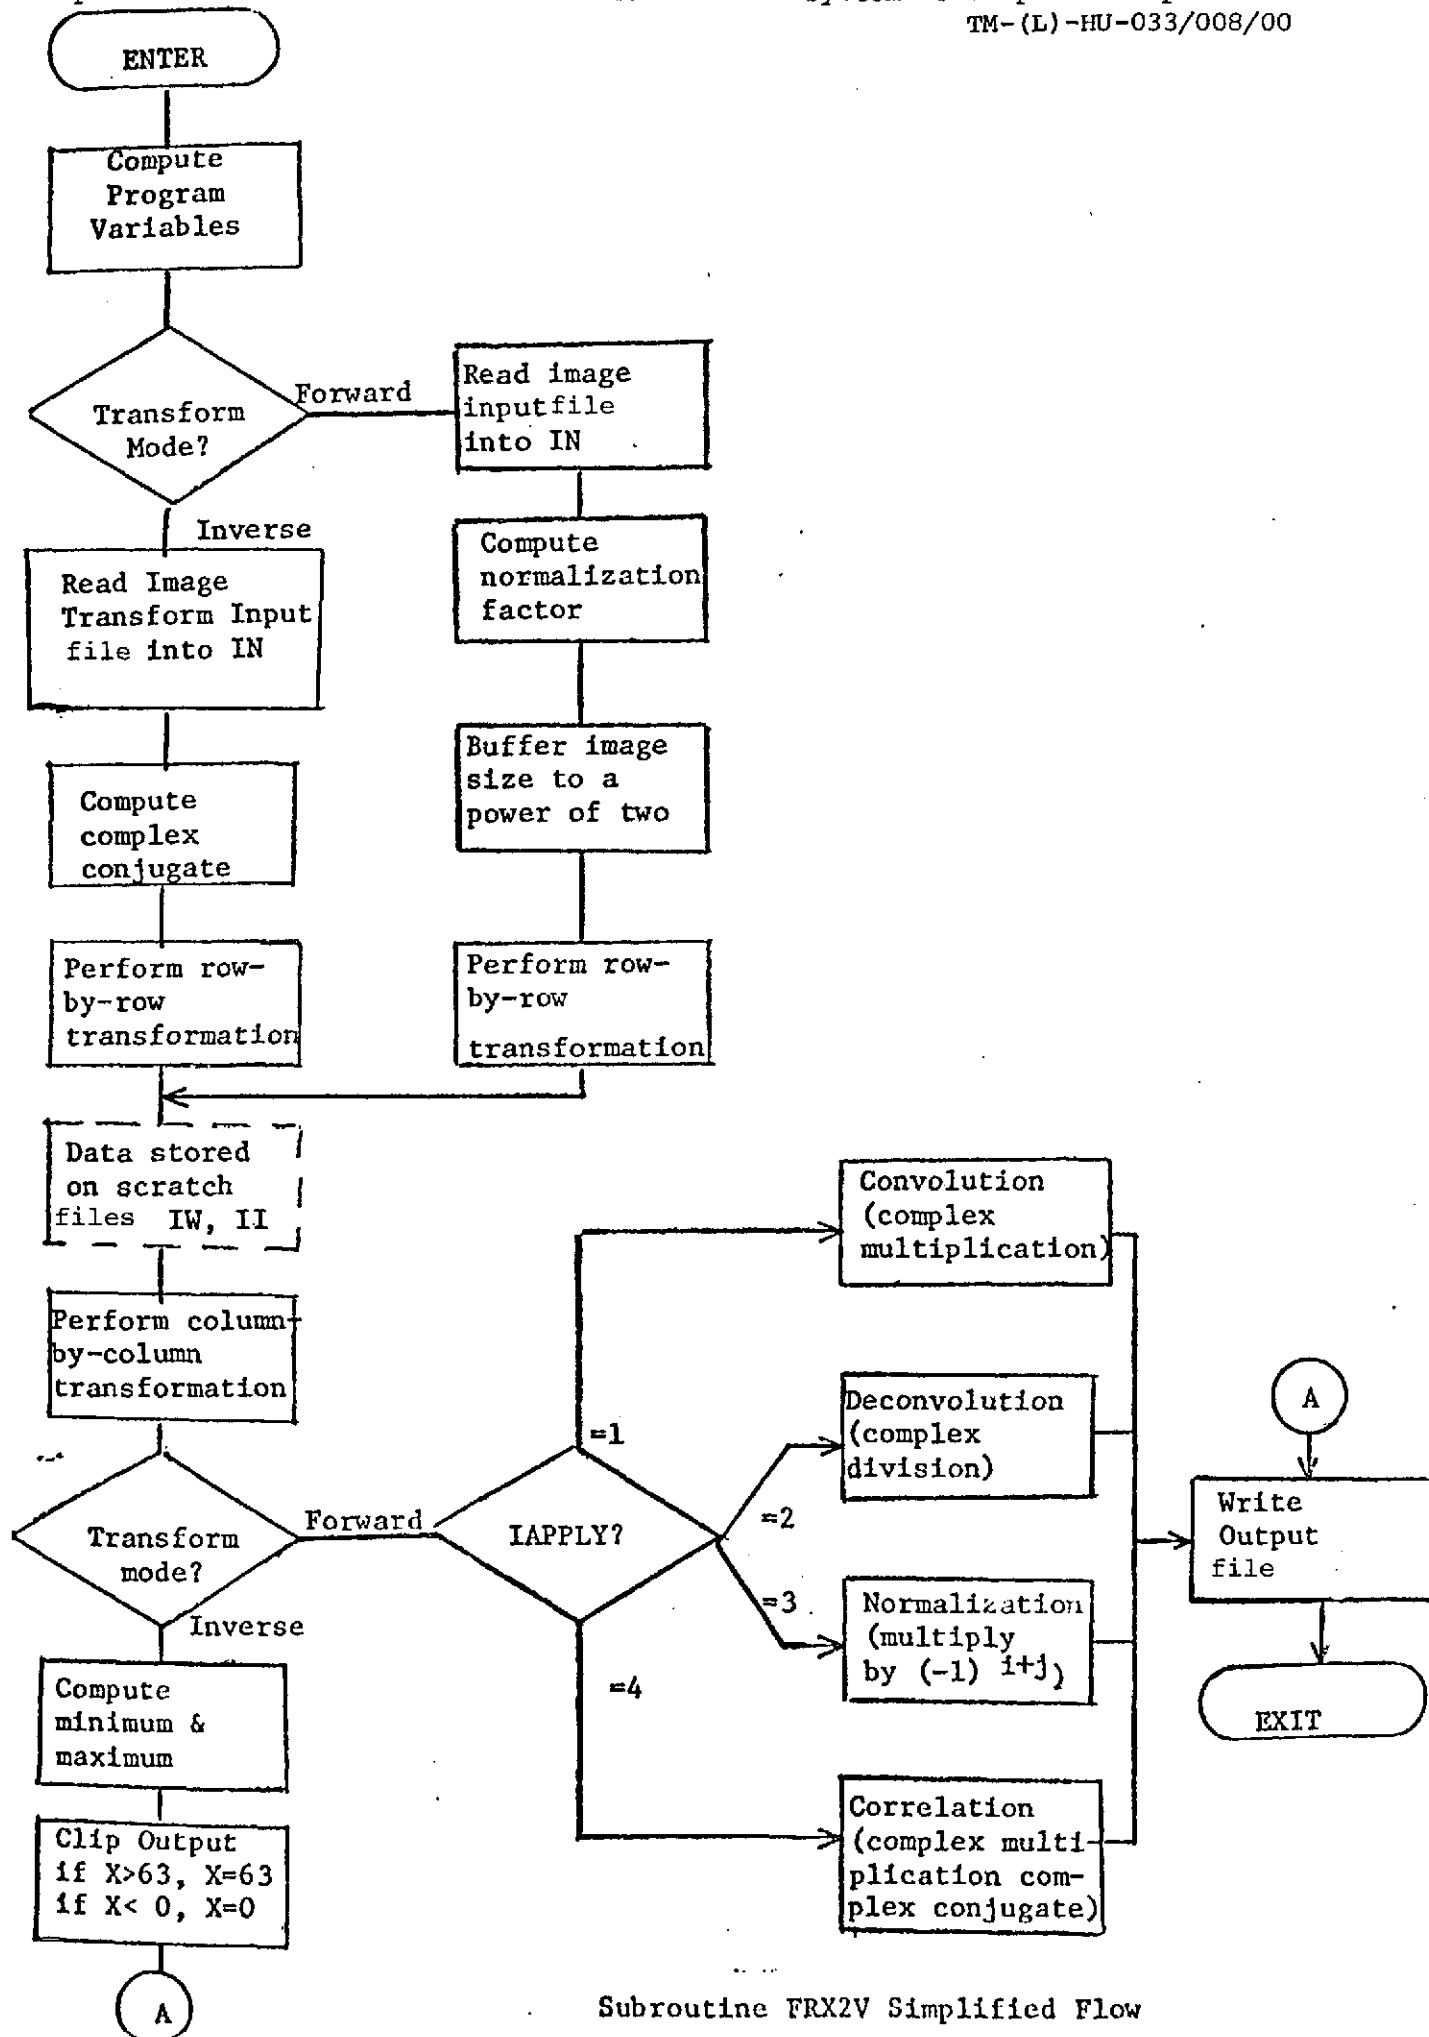 TM-(L)-HU-033/008/00
ENTER
Compute
Program
Variables
Transform
Mode?
Forward
Read image
inputfile
into IN
Inverse
Compute
normalization
factor
Read Image
Transform Input
file into IN
Buffer image
size to a
power of two
Compute
complex
conjugate
Perform row-
by-row
transformation
Perform row-
by-row
transformation
Data stored
on scratch
files IW, II
Perform column-
by-column
transformation
Transform
mode?
Forward
IAPPLY?
=1
=2
=3
=4
Convolution
(complex
multiplication)
Deconvolution
(complex
division)
Normalization
(multiply
by (-1) i+j)
Correlation
(complex multi-
plication com-
plex conjugate)
A
Write
Output
file
EXIT
Inverse
Compute
minimum &
maximum
Clip Output
if X>63, X=63
if X< 0, X=0
A
Subroutine FRX2V Simplified Flow